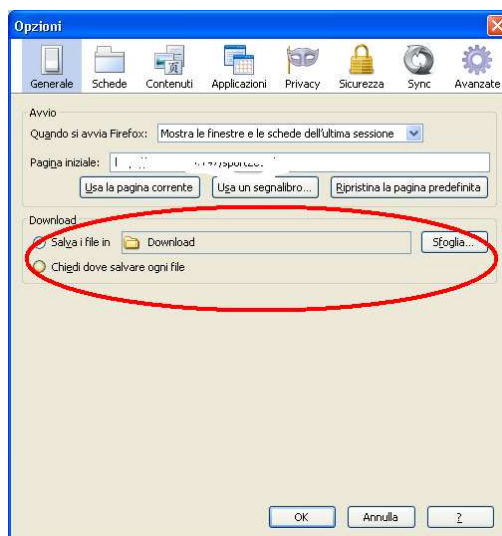 Opzioni
Generale Schede Contenuti Applicazioni Privacy Sicurezza Sync Avanzate
Avvio
Quando si avvia Firefox: Mostra le finestre e le schede dell'ultima sessione
Pagina iniziale:
Usa la pagina corrente Usa un segnalibro... Ripristina la pagina predefinita
Download
Salva i file in Download Sfoglia...
Chiedi dove salvare ogni file
OK Annulla ?